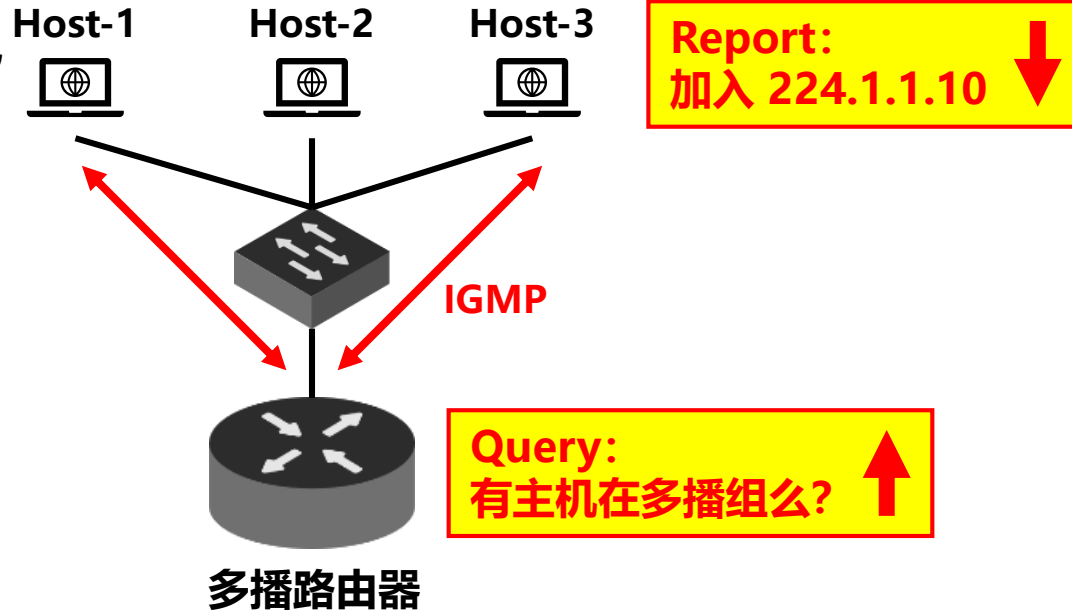 Host-1
Host-2
Host-3
Report：
加入 224.1.1.10
IGMP
Query：
有主机在多播组么？
多播路由器